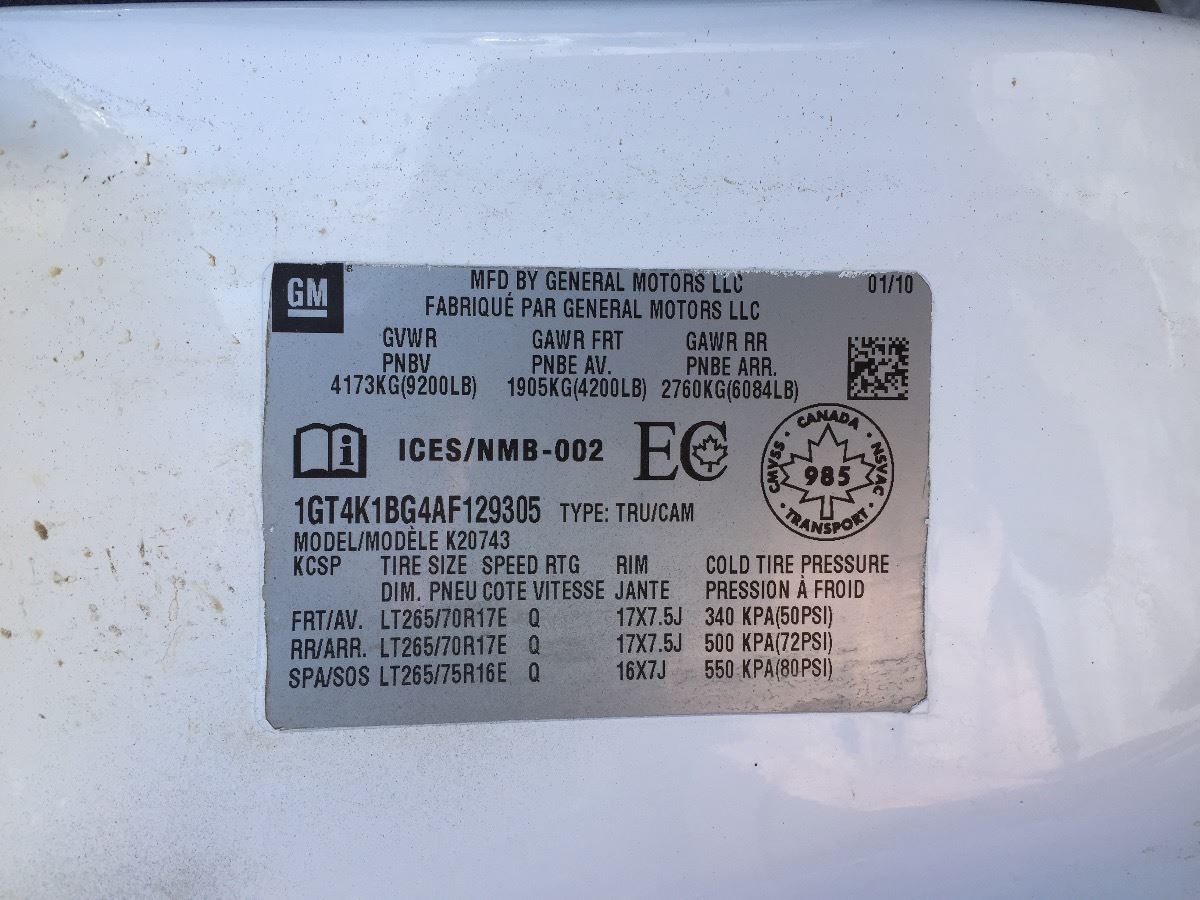 GM
MFD BY GENERAL MOTORS LLC 01/10
FABRIQUÉ PAR GENERAL MOTORS LLC
GVWR GAWR FRT GAWR RR
PNBV PNBE AV. PNBE ARR.
4173KG(9200LB) 1905KG(4200LB) 2760KG(6084LB)
i ICES/NMB-002 EC
CANADA
CMVSS 985 NSVAC
TRANSPORT
1GT4K1BG4AF129305 TYPE: TRU/CAM
MODEL/MODÈLE K20743
KCSP TIRE SIZE SPEED RTG RIM COLD TIRE PRESSURE
DIM. PNEU COTE VITESSE JANTE PRESSION À FROID
FRT/AV. LT265/70R17E Q 17X7.5J 340 KPA(50PSI)
RR/ARR. LT265/70R17E Q 17X7.5J 500 KPA(72PSI)
SPA/SOS LT265/75R16E Q 16X7J 550 KPA(80PSI)